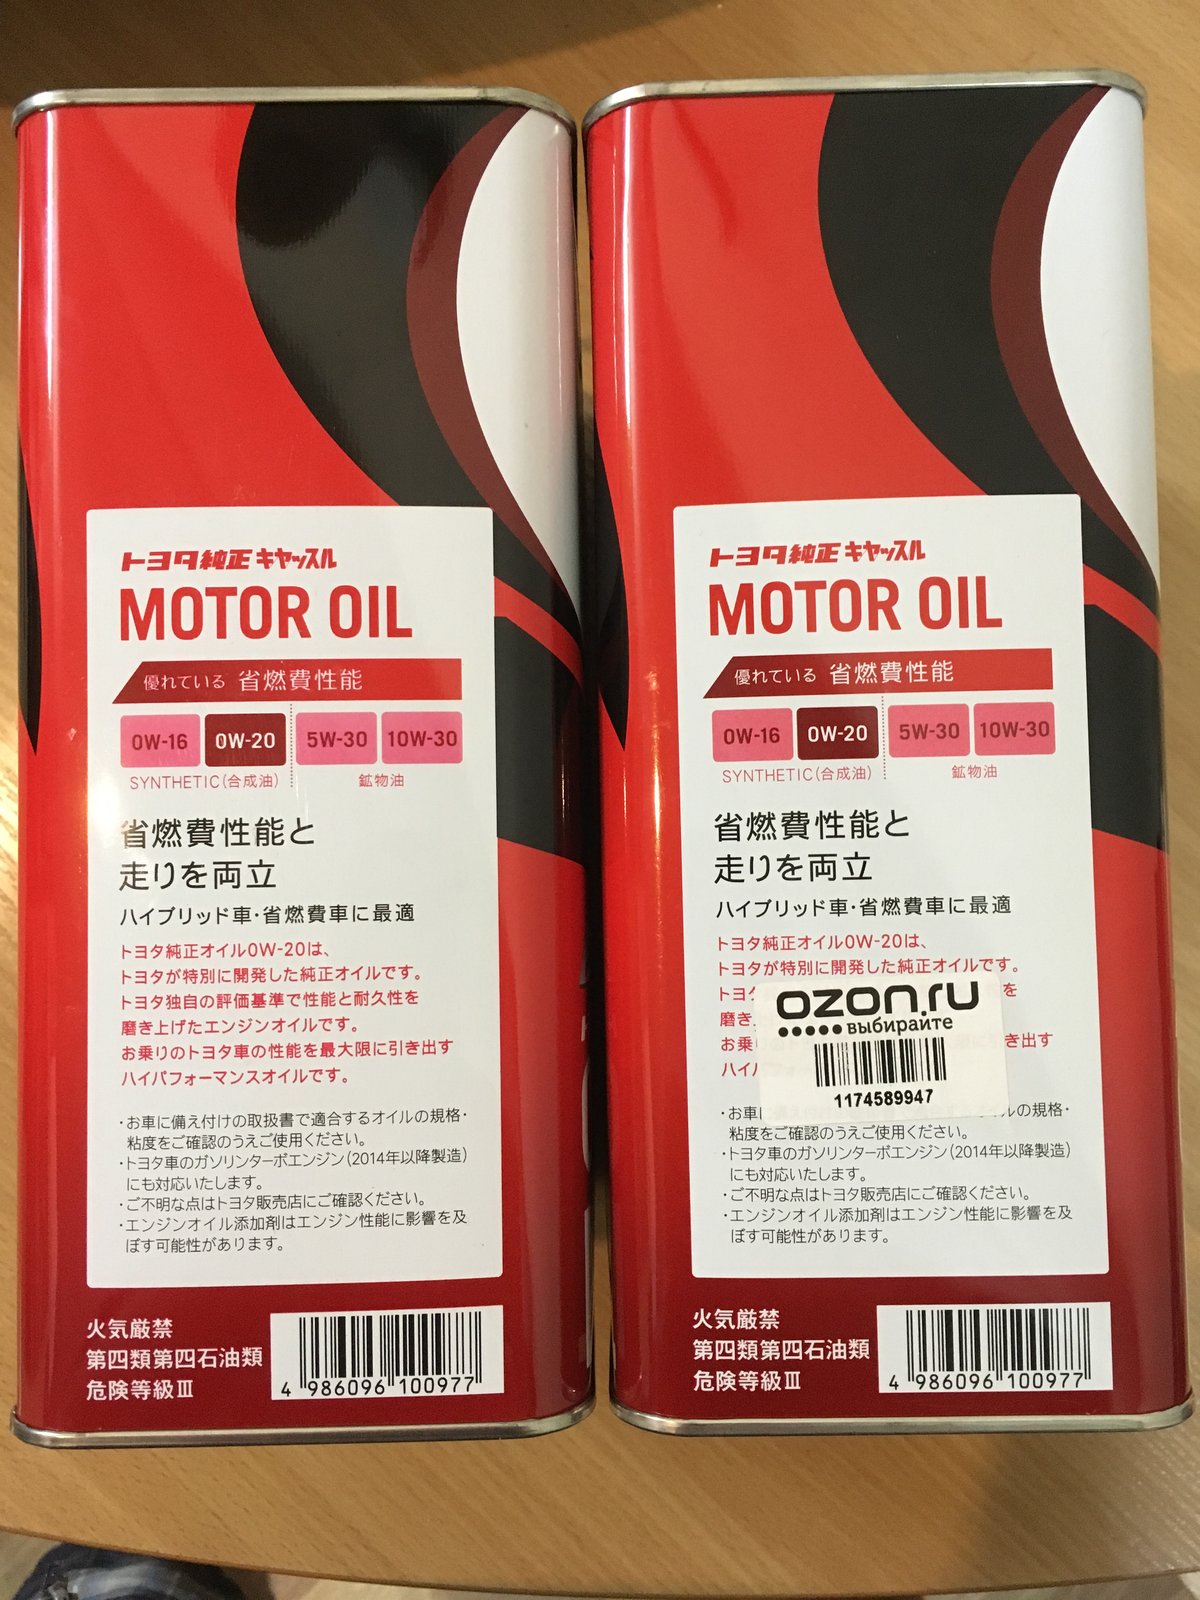 トヨタ純正 キヤッスル
MOTOR OIL
優れている 省燃費性能
0W-16 0W-20 5W-30 10W-30
SYNTHETIC(合成油) 鉱物油
省燃費性能と
走りを両立
ハイブリッド車・省燃費車に最適
トヨタ純正オイル0W-20は、
トヨタが特別に開発した純正オイルです。
トヨタ独自の評価基準で性能と耐久性を
磨き上げたエンジンオイルです。
お乗りのトヨタ車の性能を最大限に引き出す
ハイパフォーマンスオイルです。
・お車に備え付けの取扱書で適合するオイルの規格・
粘度をご確認のうえご使用ください。
・トヨタ車のガソリンターボエンジン(2014年以降製造)
にも対応いたします。
・ご不明な点はトヨタ販売店にご確認ください。
・エンジンオイル添加剤はエンジン性能に影響を及
ぼす可能性があります。
火気厳禁
第四類第四石油類
危険等級Ⅲ
4 986096 100977
トヨタ純正 キヤッスル
MOTOR OIL
優れている 省燃費性能
0W-16 0W-20 5W-30 10W-30
SYNTHETIC(合成油) 鉱物油
省燃費性能と
走りを両立
ハイブリッド車・省燃費車に最適
トヨタ純正オイル0W-20は、
トヨタが特別に開発した純正オイルです。
トヨ を
磨き
お乗 き出す
ハイパ
ozon.ru
выбирайте
1174589947
・お車に オイルの規格・
粘度をご確認のうえご使用ください。
・トヨタ車のガソリンターボエンジン(2014年以降製造)
にも対応いたします。
・ご不明な点はトヨタ販売店にご確認ください。
・エンジンオイル添加剤はエンジン性能に影響を及
ぼす可能性があります。
火気厳禁
第四類第四石油類
危険等級Ⅲ
4 986096 100977